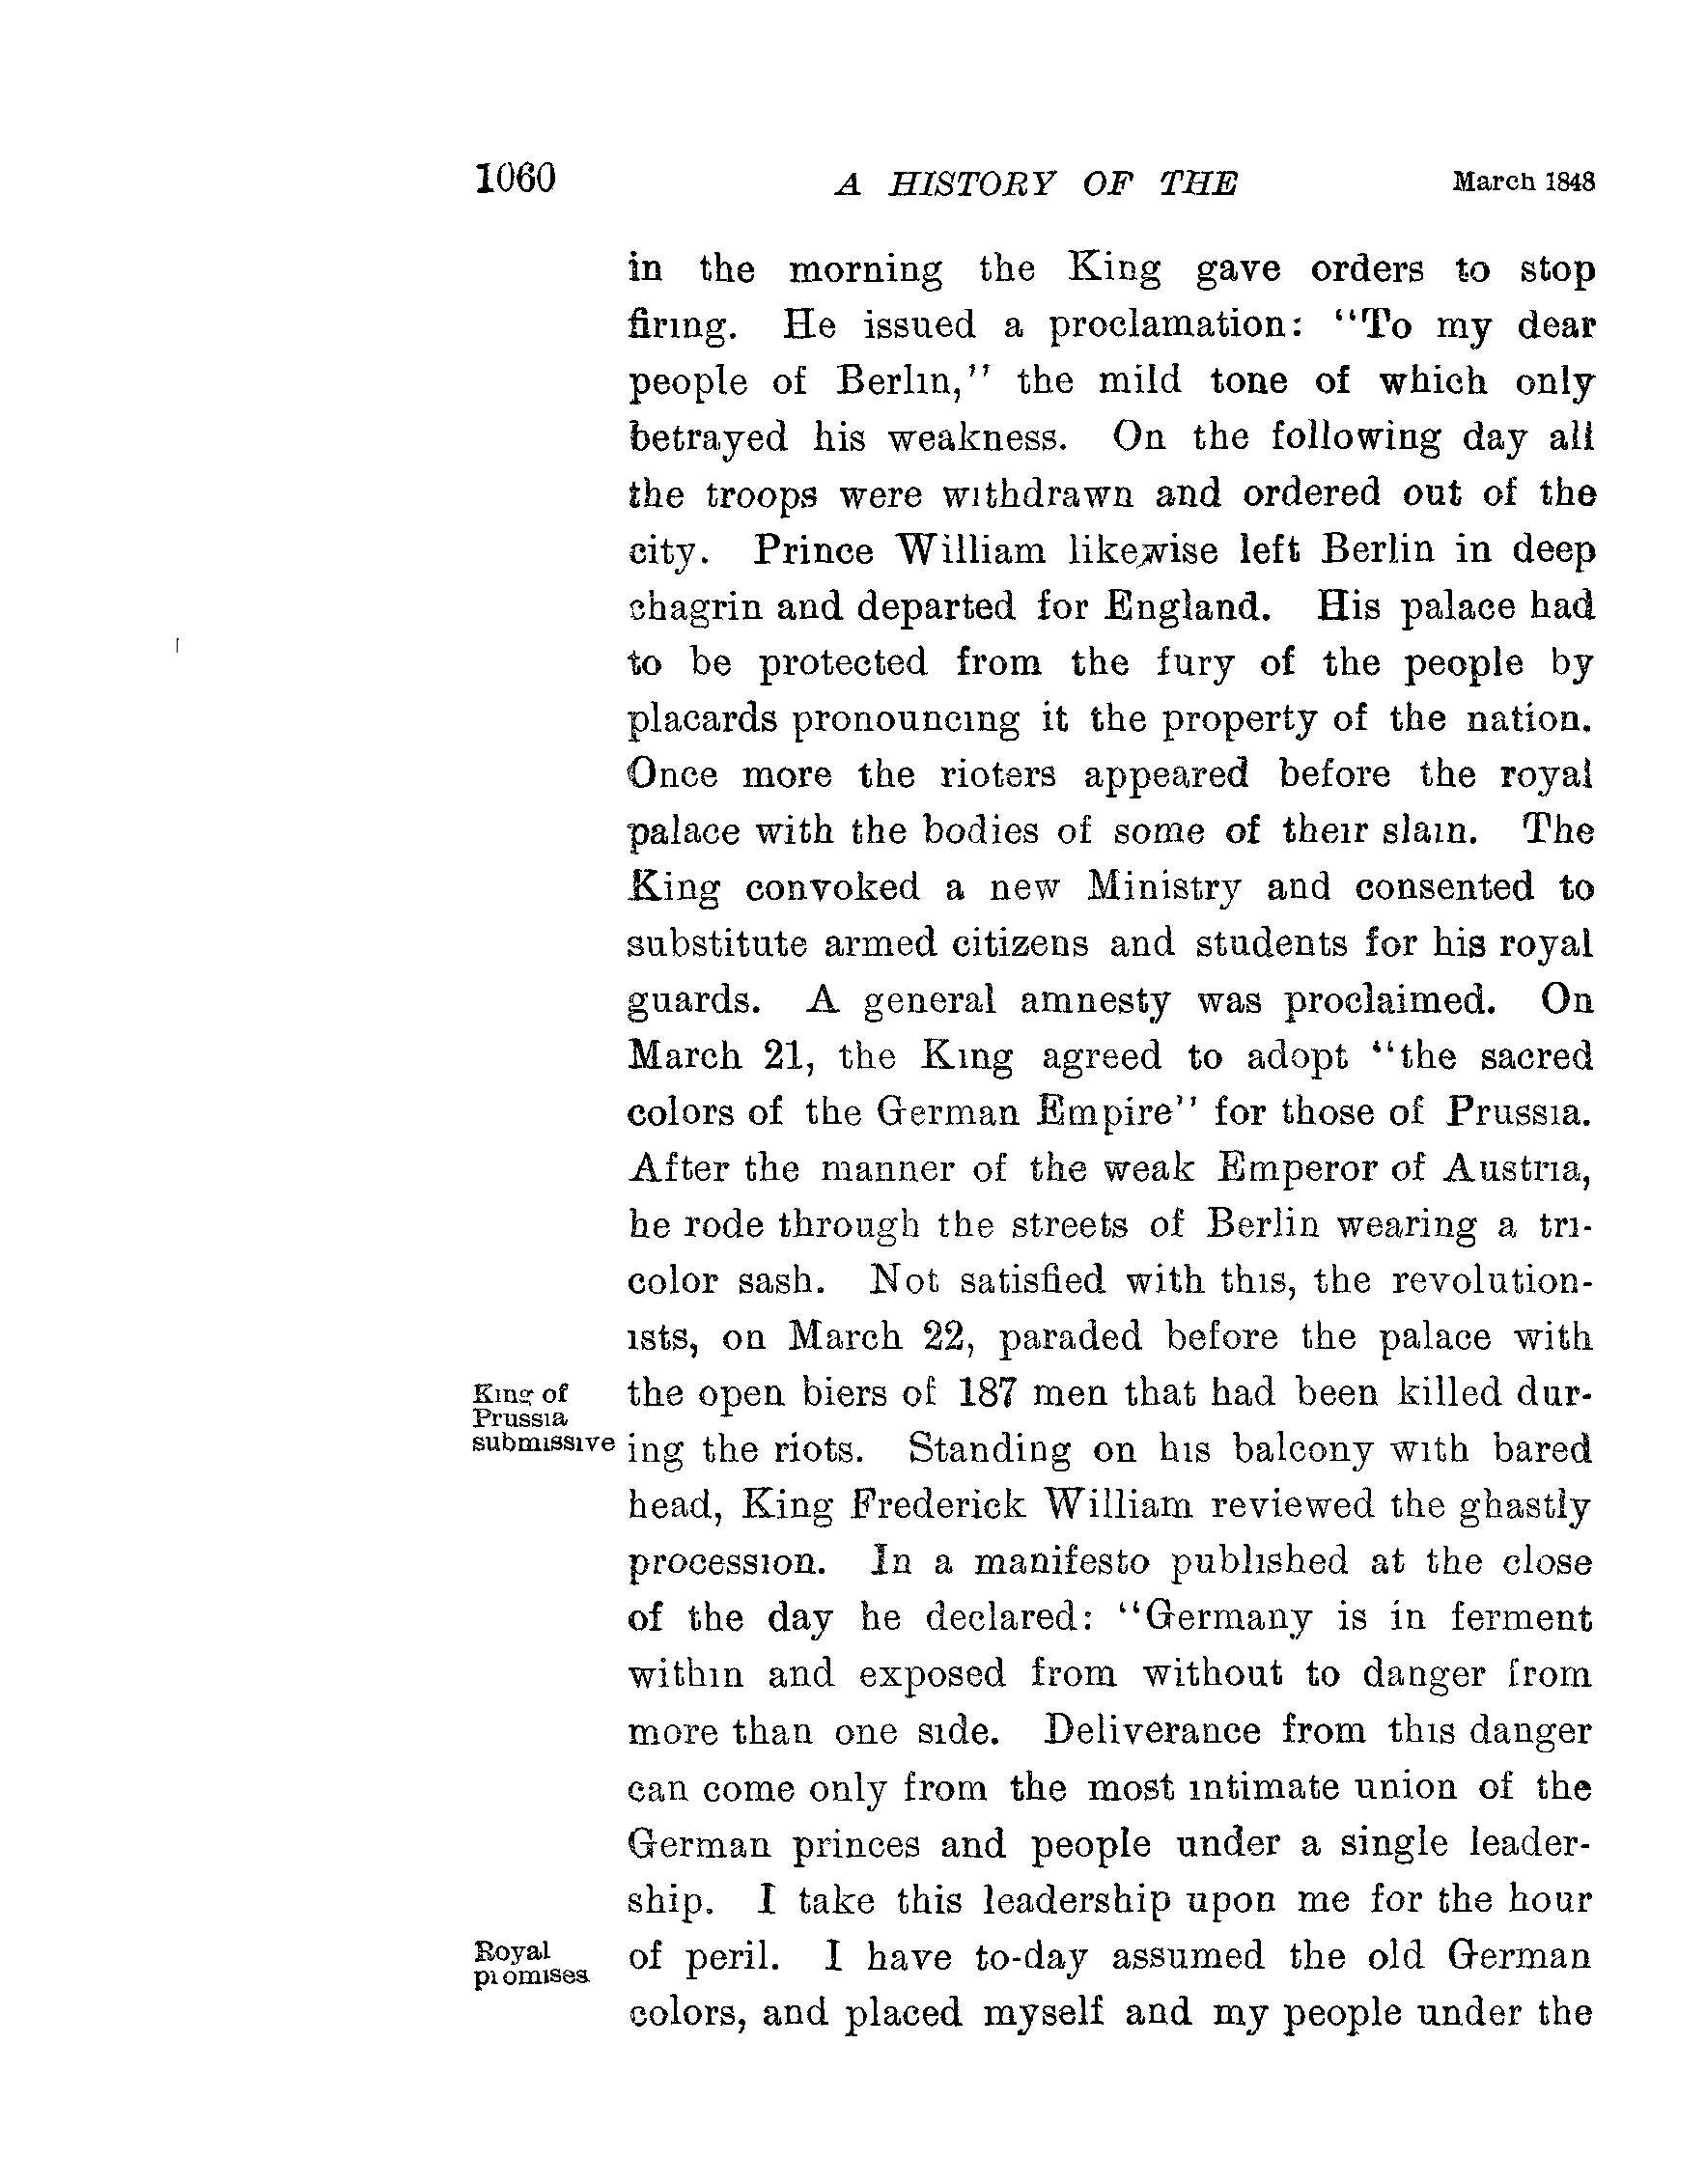 1060 A HISTORY OF THE March 1848
in the morning the King gave orders to stop
firing. He issued a proclamation: "To my dear
people of Berlin," the mild tone of which only
betrayed his weakness. On the following day all
the troops were withdrawn and ordered out of the
city. Prince William likewise left Berlin in deep
chagrin and departed for England. His palace had
to be protected from the fury of the people by
placards pronouncing it the property of the nation.
Once more the rioters appeared before the royal
palace with the bodies of some of their slain. The
King convoked a new Ministry and consented to
substitute armed citizens and students for his royal
guards. A general amnesty was proclaimed. On
March 21, the King agreed to adopt "the sacred
colors of the German Empire" for those of Prussia.
After the manner of the weak Emperor of Austria,
he rode through the streets of Berlin wearing a tri-
color sash. Not satisfied with this, the revolution-
ists, on March 22, paraded before the palace with
King of
Prussia
submissive
the open biers of 187 men that had been killed dur-
ing the riots. Standing on his balcony with bared
head, King Frederick William reviewed the ghastly
procession. In a manifesto published at the close
of the day he declared: "Germany is in ferment
within and exposed from without to danger from
more than one side. Deliverance from this danger
can come only from the most intimate union of the
German princes and people under a single leader-
ship. I take this leadership upon me for the hour
Royal
promises
of peril. I have to-day assumed the old German
colors, and placed myself and my people under the